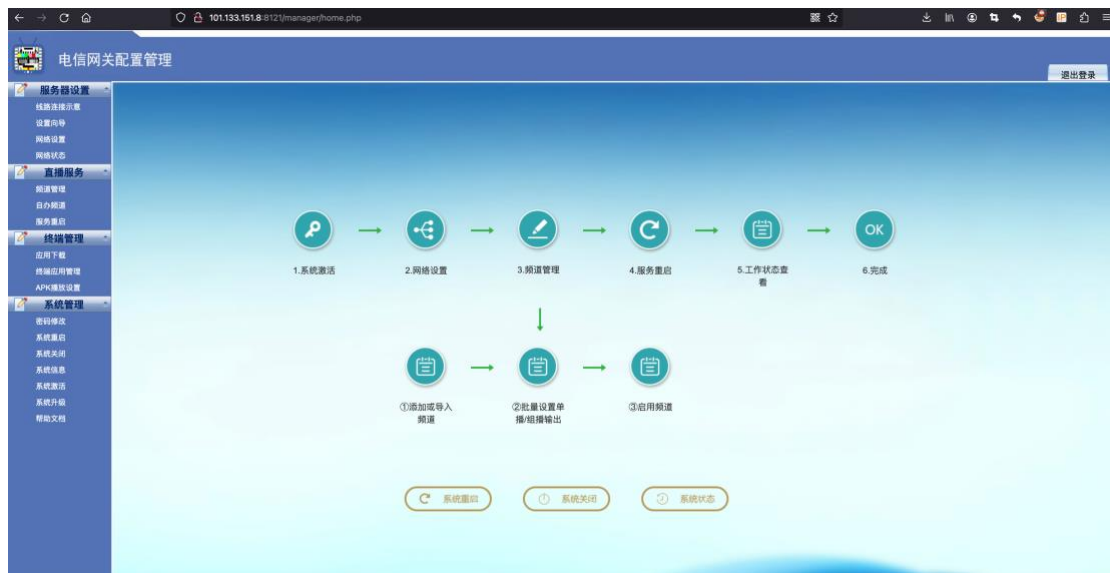 101.133.151.8:8121/manager/home.php
电信网关配置管理
退出登录
服务器设置
线路连接示意
设置向导
网络设置
网络状态
直播服务
频道管理
自办频道
服务重启
终端管理
应用下载
终端应用管理
APK播放设置
系统管理
密码修改
系统重启
系统关闭
系统信息
系统激活
系统升级
帮助文档
OK
1.系统激活
2.网络设置
3.频道管理
4.服务重启
5.工作状态查
看
6.完成
①添加或导入
频道
②批量设置单
播/组播输出
③启用频道
系统重启
系统关闭
系统状态